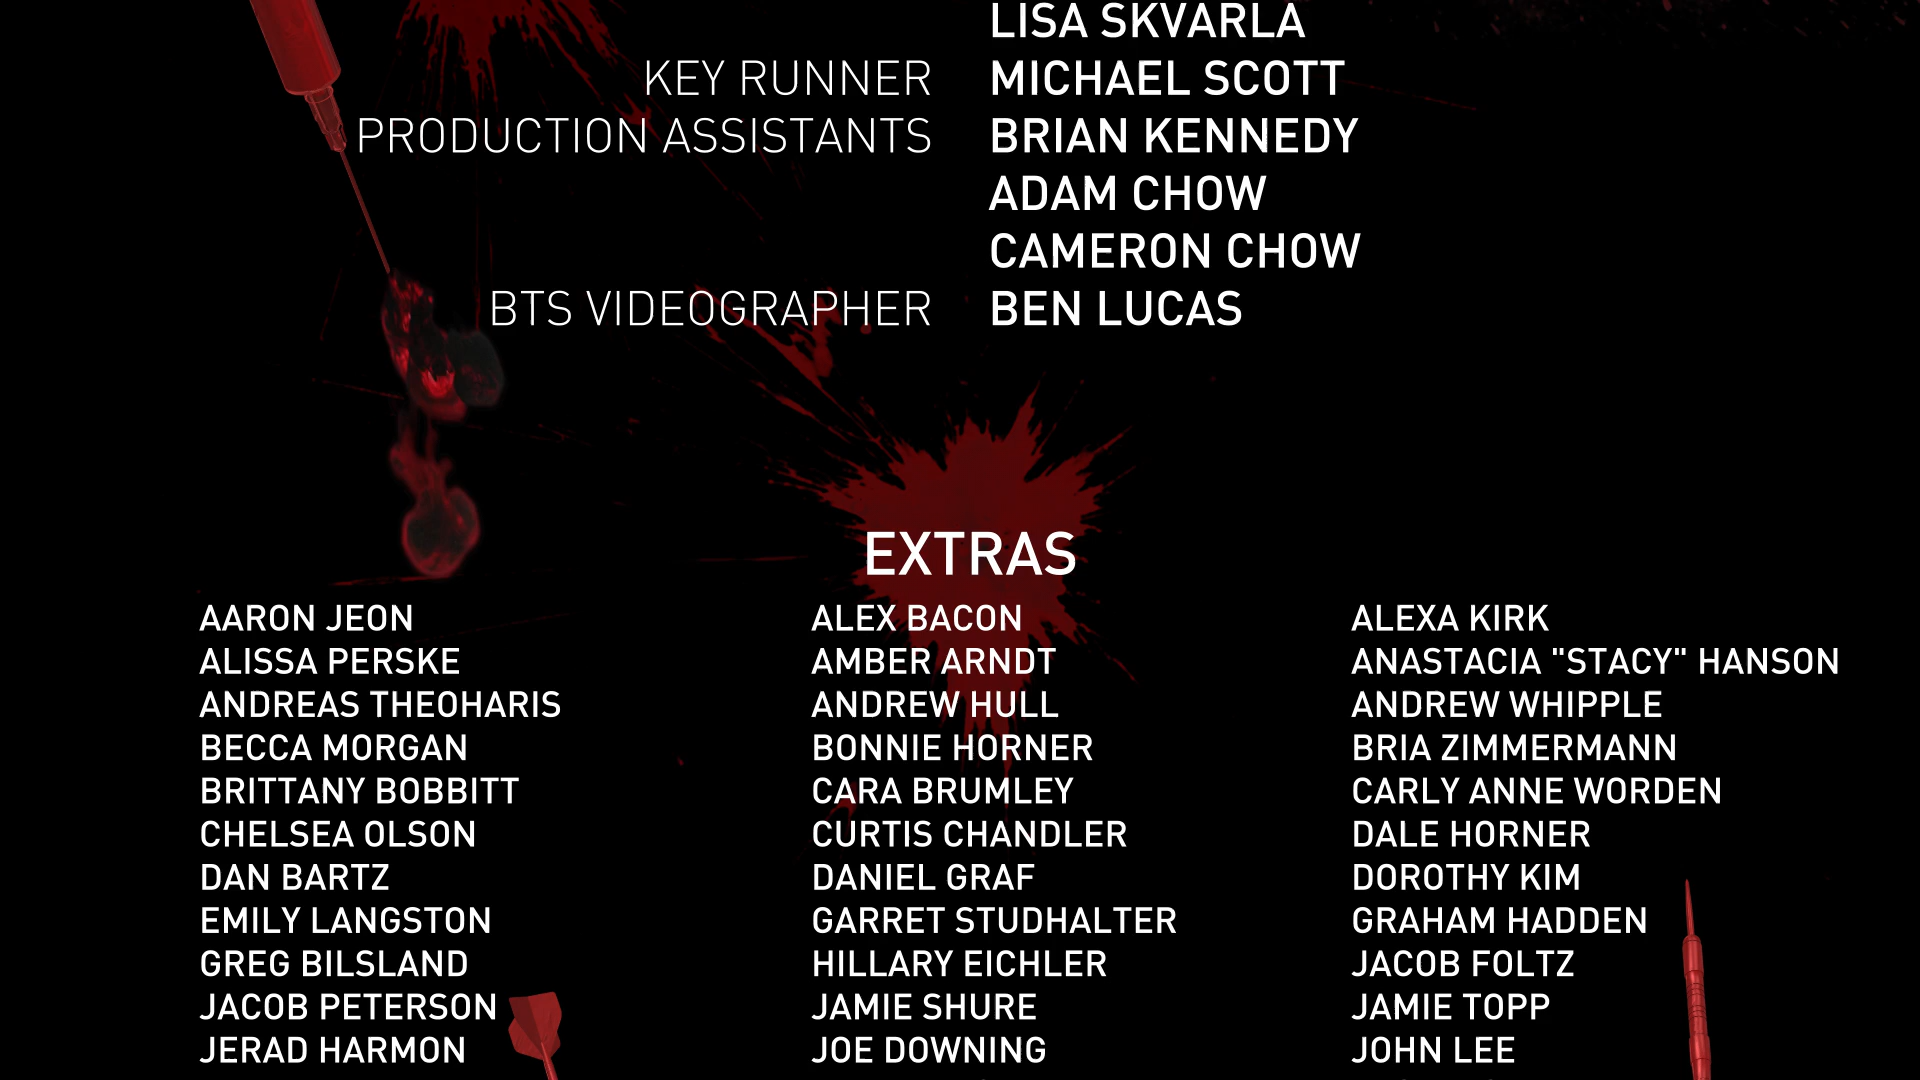 LISA SKVARLA
KEY RUNNER MICHAEL SCOTT
PRODUCTION ASSISTANTS BRIAN KENNEDY
ADAM CHOW
CAMERON CHOW
BTS VIDEOGRAPHER BEN LUCAS
EXTRAS
AARON JEON ALEX BACON ALEXA KIRK
ALISSA PERSKE AMBER ARNDT ANASTACIA "STACY" HANSON
ANDREAS THEOHARIS ANDREW HULL ANDREW WHIPPLE
BECCA MORGAN BONNIE HORNER BRIA ZIMMERMANN
BRITTANY BOBBITT CARA BRUMLEY CARLY ANNE WORDEN
CHELSEA OLSON CURTIS CHANDLER DALE HORNER
DAN BARTZ DANIEL GRAF DOROTHY KIM
EMILY LANGSTON GARRET STUDHALTER GRAHAM HADDEN
GREG BILSLAND HILLARY EICHLER JACOB FOLTZ
JACOB PETERSON JAMIE SHURE JAMIE TOPP
JERAD HARMON JOE DOWNING JOHN LEE